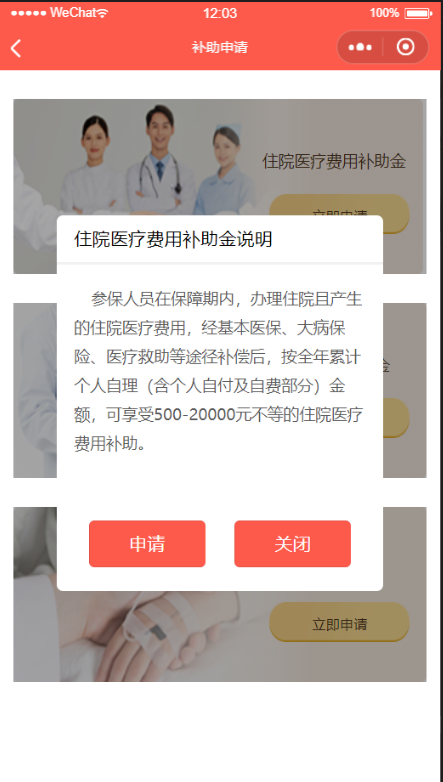 WeChat
12:03
100%
补助申请
住院医疗费用补助金
立即申请
住院医疗费用补助金说明
参保人员在保障期内，办理住院且产生
的住院医疗费用，经基本医保、大病保
险、医疗救助等途径补偿后，按全年累计
个人自理（含个人自付及自费部分）金
额，可享受500-20000元不等的住院医疗
费用补助。
金
申请
关闭
立即申请